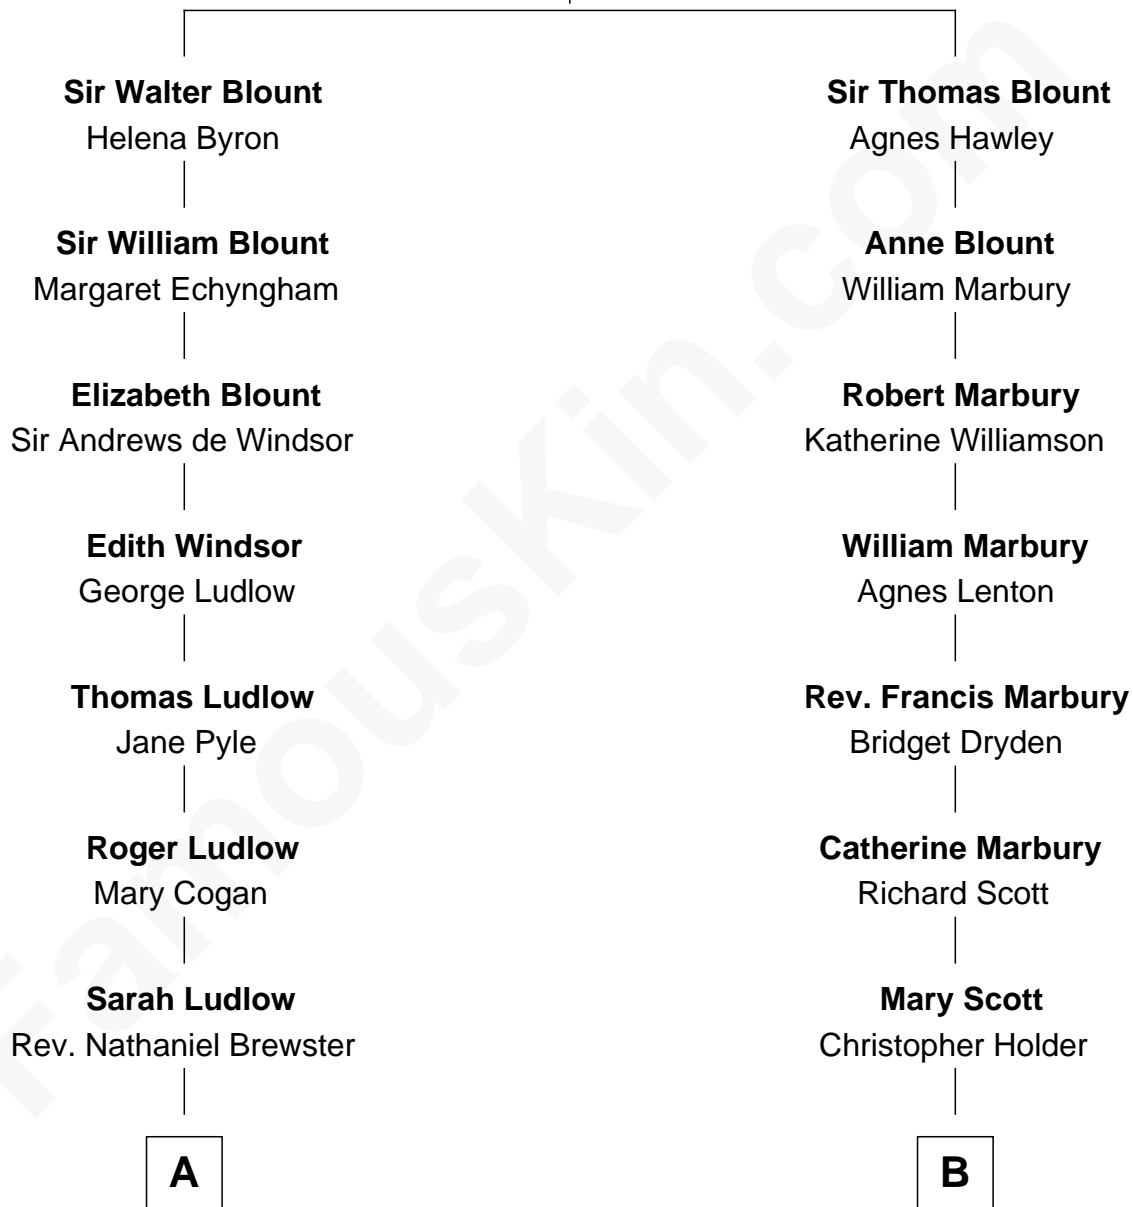 Sir Walter Blount
Helena Byron
Sir William Blount
Margaret Echyngham
Elizabeth Blount
Sir Andrews de Windsor
Edith Windsor
George Ludlow
Thomas Ludlow
Jane Pyle
Roger Ludlow
Mary Cogan
Sarah Ludlow
Rev. Nathaniel Brewster
A
Sir Thomas Blount
Agnes Hawley
Anne Blount
William Marbury
Robert Marbury
Katherine Williamson
William Marbury
Agnes Lenton
Rev. Francis Marbury
Bridget Dryden
Catherine Marbury
Richard Scott
Mary Scott
Christopher Holder
B
FamousKin.com